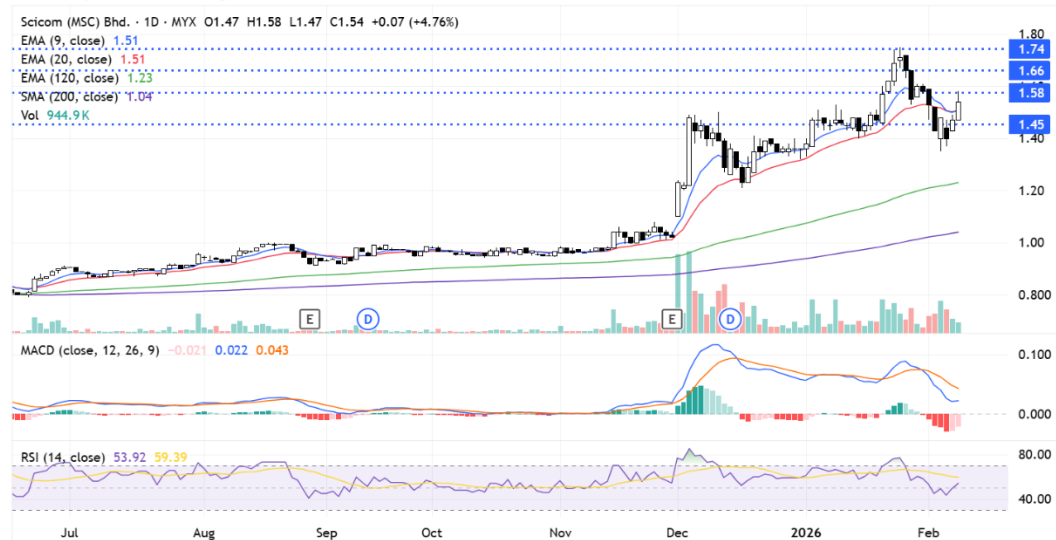 Scicom (MSC) Bhd. · 1D · MYX O1.47 H1.58 L1.47 C1.54 +0.07 (+4.76%)
EMA (9, close) 1.51
EMA (20, close) 1.51
EMA (120, close) 1.23
SMA (200, close) 1.04
Vol 944.9K
1.80
1.74
1.66
1.58
1.45
1.40
1.20
1.00
0.800
E
D
E
D
MACD (close, 12, 26, 9) −0.021 0.022 0.043
0.100
0.000
RSI (14, close) 53.92 59.39
80.00
40.00
Jul Aug Sep Oct Nov Dec 2026 Feb